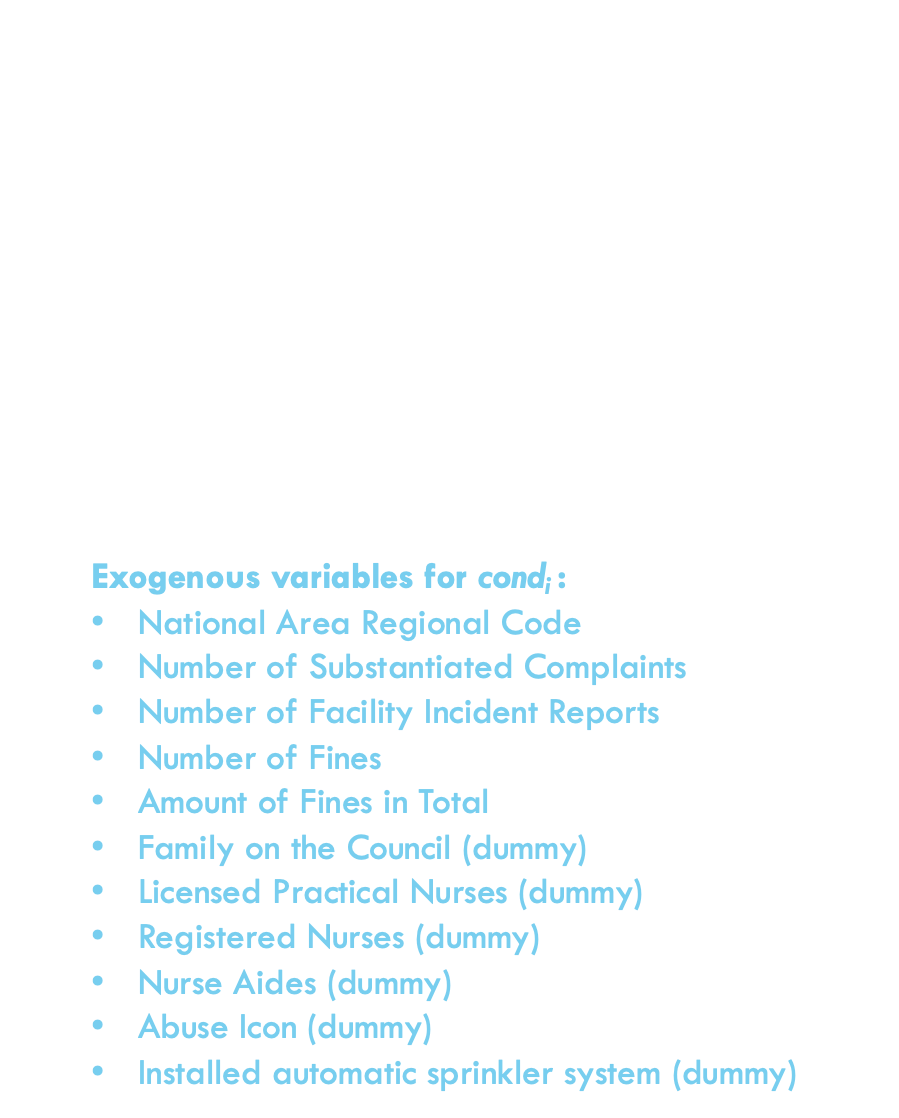 Exogenous variables for condᵢ :
• National Area Regional Code
• Number of Substantiated Complaints
• Number of Facility Incident Reports
• Number of Fines
• Amount of Fines in Total
• Family on the Council (dummy)
• Licensed Practical Nurses (dummy)
• Registered Nurses (dummy)
• Nurse Aides (dummy)
• Abuse Icon (dummy)
• Installed automatic sprinkler system (dummy)